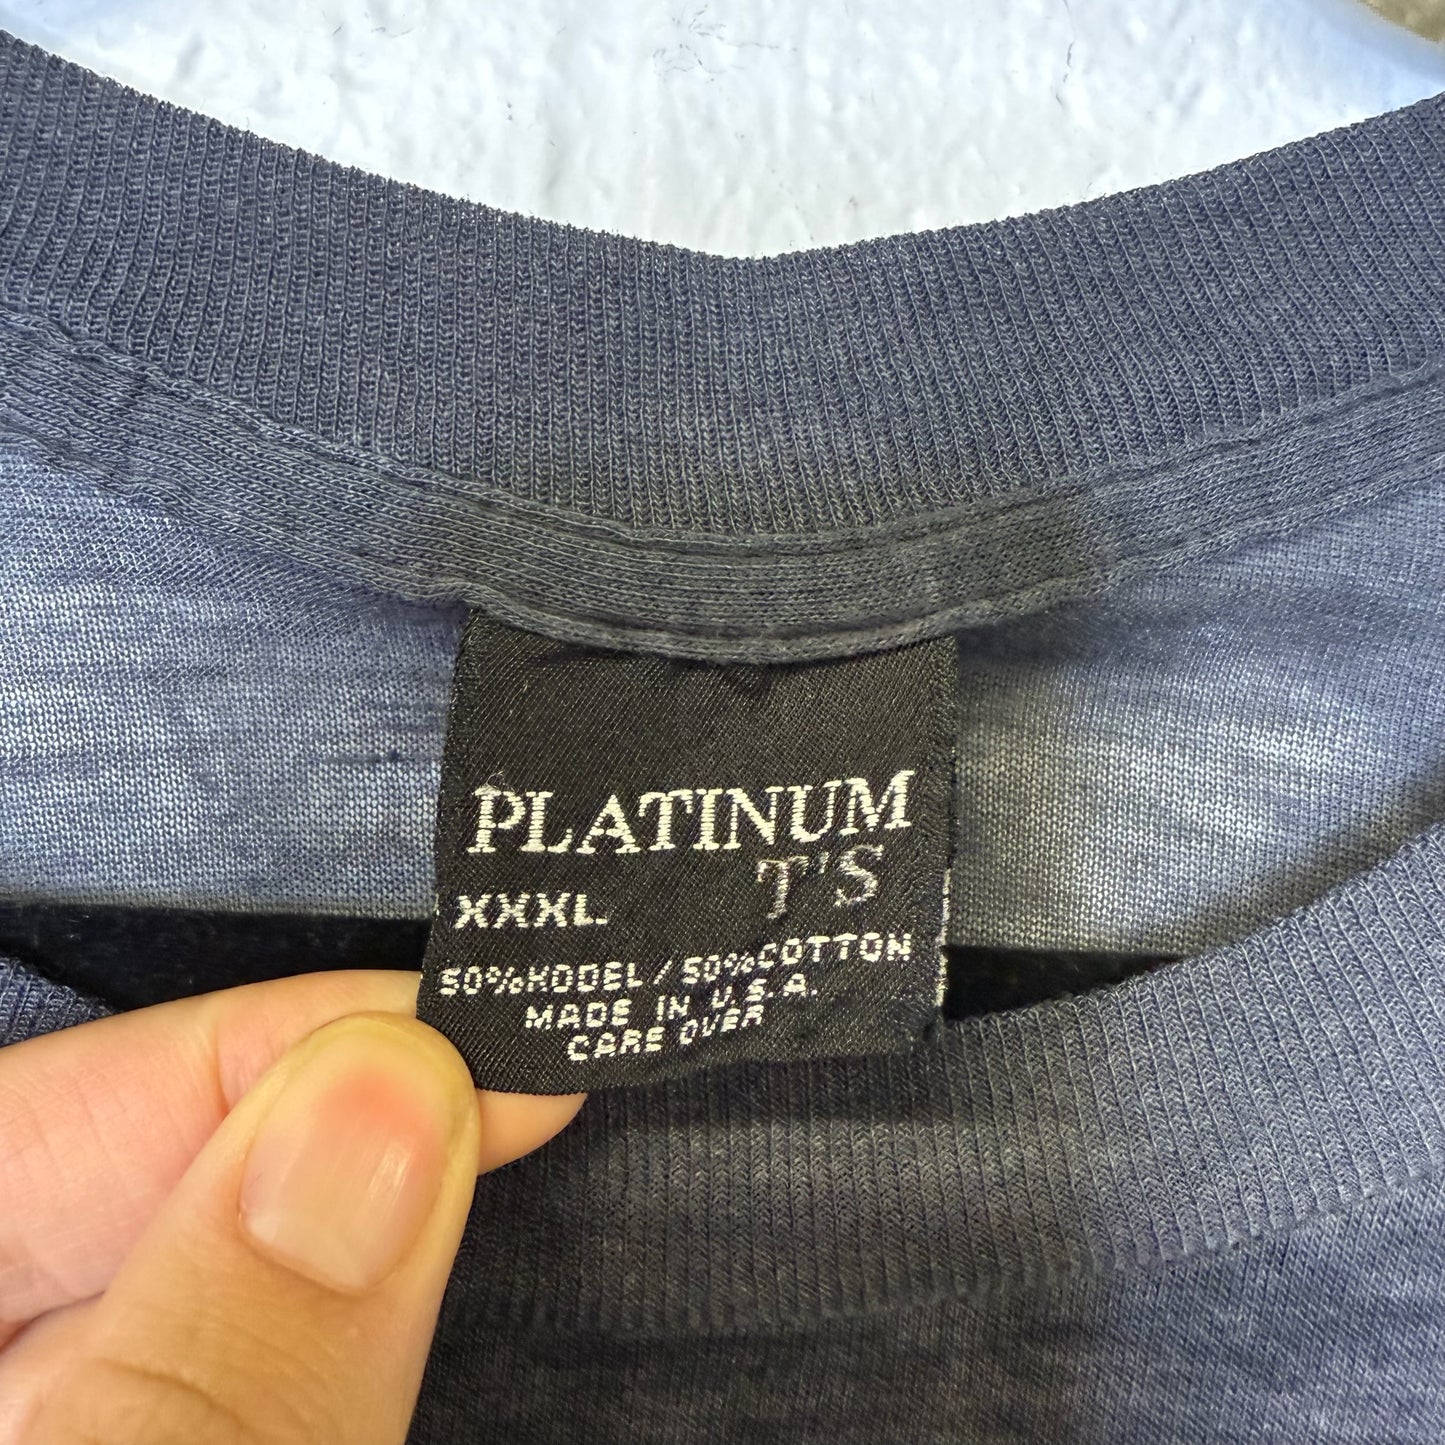 PLATINUM
T'S
XXXL
50%KODEL/50%COTTON
MADE IN U.S.A.
CARE OVER